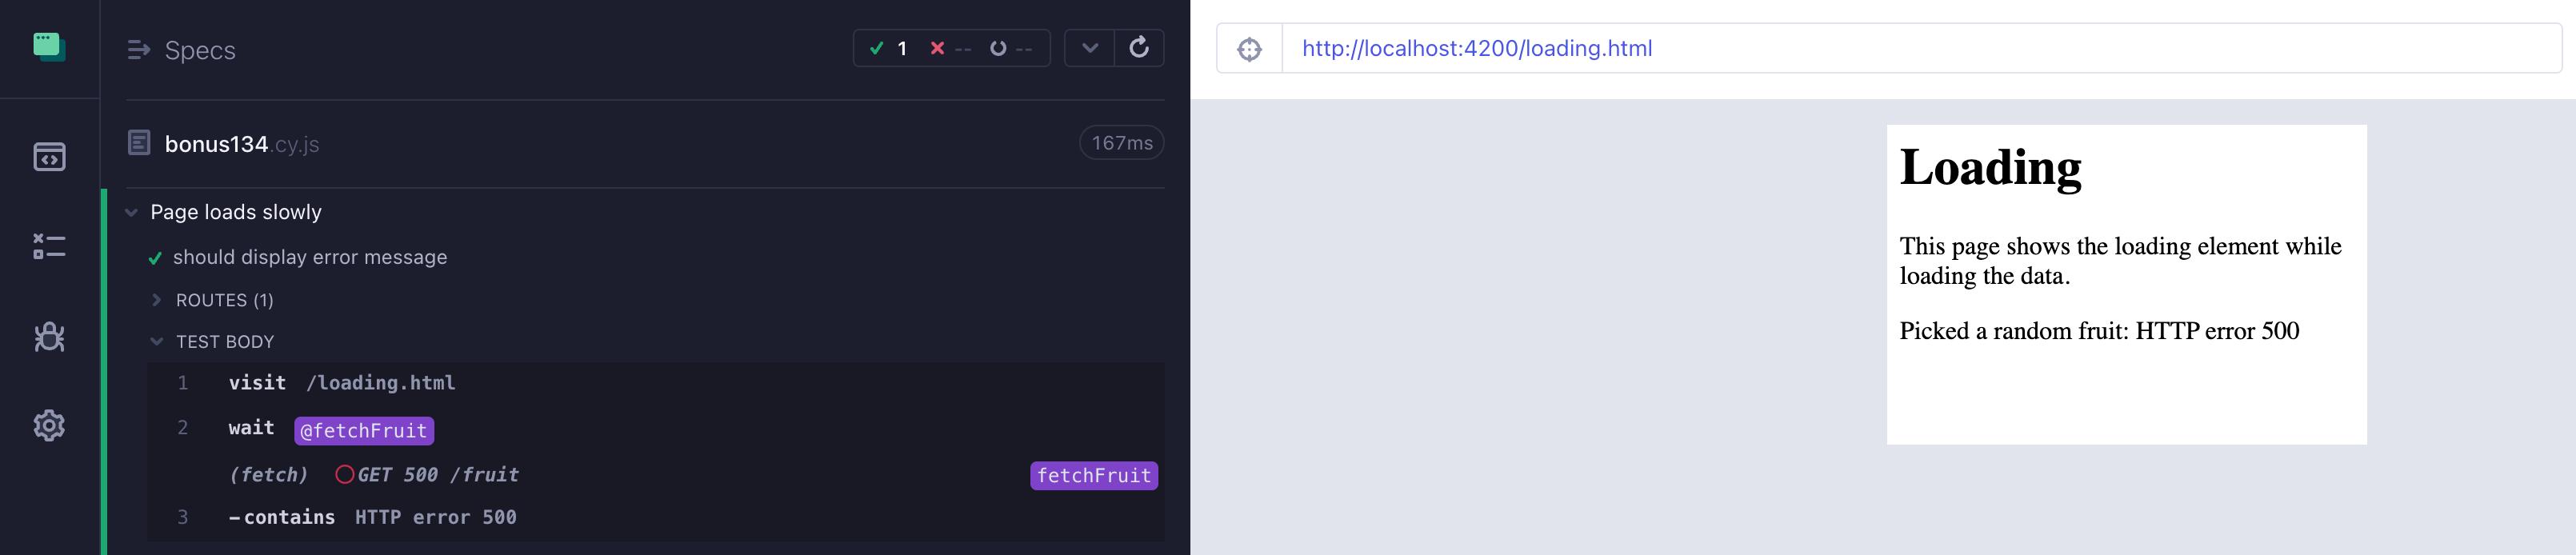 Specs
1 -- --
bonus134.cy.js
167ms
Page loads slowly
should display error message
ROUTES (1)
TEST BODY
1 visit /loading.html
2 wait @fetchFruit
(fetch) GET 500 /fruit fetchFruit
3 -contains HTTP error 500
http://localhost:4200/loading.html
Loading
This page shows the loading element while
loading the data.
Picked a random fruit: HTTP error 500